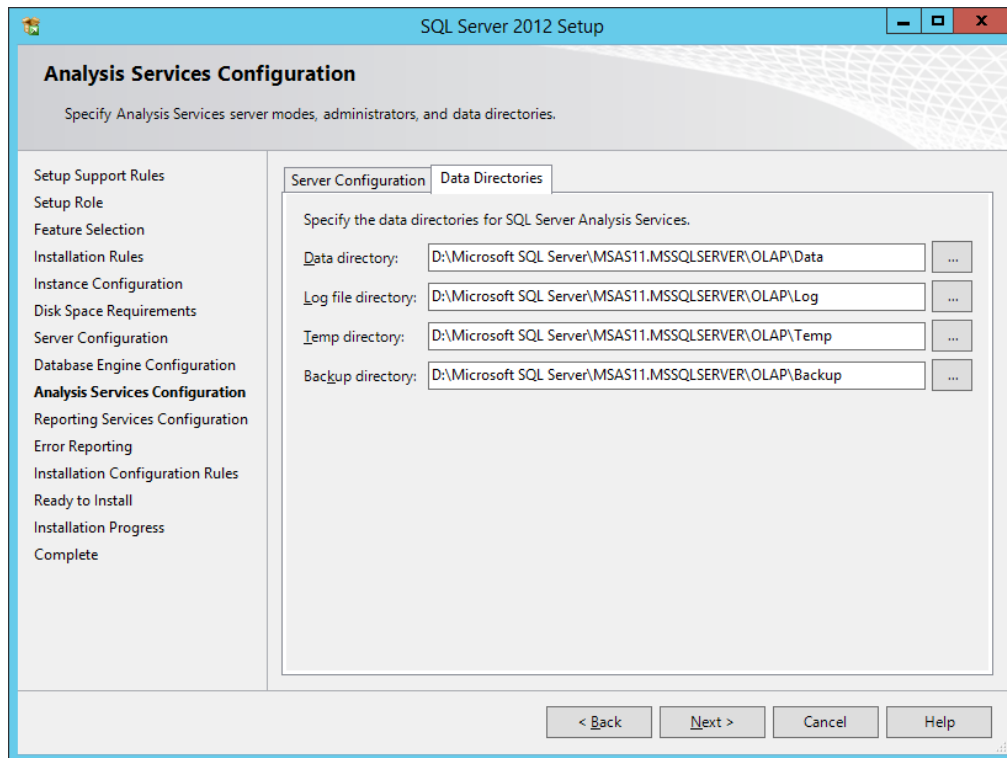 SQL Server 2012 Setup
Analysis Services Configuration
Specify Analysis Services server modes, administrators, and data directories.
Setup Support Rules
Setup Role
Feature Selection
Installation Rules
Instance Configuration
Disk Space Requirements
Server Configuration
Database Engine Configuration
Analysis Services Configuration
Reporting Services Configuration
Error Reporting
Installation Configuration Rules
Ready to Install
Installation Progress
Complete
Server Configuration Data Directories
Specify the data directories for SQL Server Analysis Services.
Data directory: D:\Microsoft SQL Server\MSAS11.MSSQLSERVER\OLAP\Data ...
Log file directory: D:\Microsoft SQL Server\MSAS11.MSSQLSERVER\OLAP\Log ...
Temp directory: D:\Microsoft SQL Server\MSAS11.MSSQLSERVER\OLAP\Temp ...
Backup directory: D:\Microsoft SQL Server\MSAS11.MSSQLSERVER\OLAP\Backup ...
< Back Next > Cancel Help